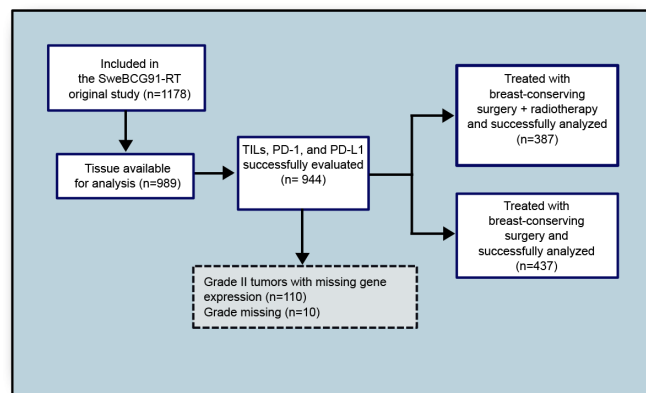 Included in
the SweBCG91-RT
original study (n=1178)
Tissue available
for analysis (n=989)
TILs, PD-1, and PD-L1
successfully evaluated
(n= 944)
Grade II tumors with missing gene
expression (n=110)
Grade missing (n=10)
Treated with
breast-conserving
surgery + radiotherapy
and successfully analyzed
(n=387)
Treated with
breast-conserving
surgery and
successfully analyzed
(n=437)